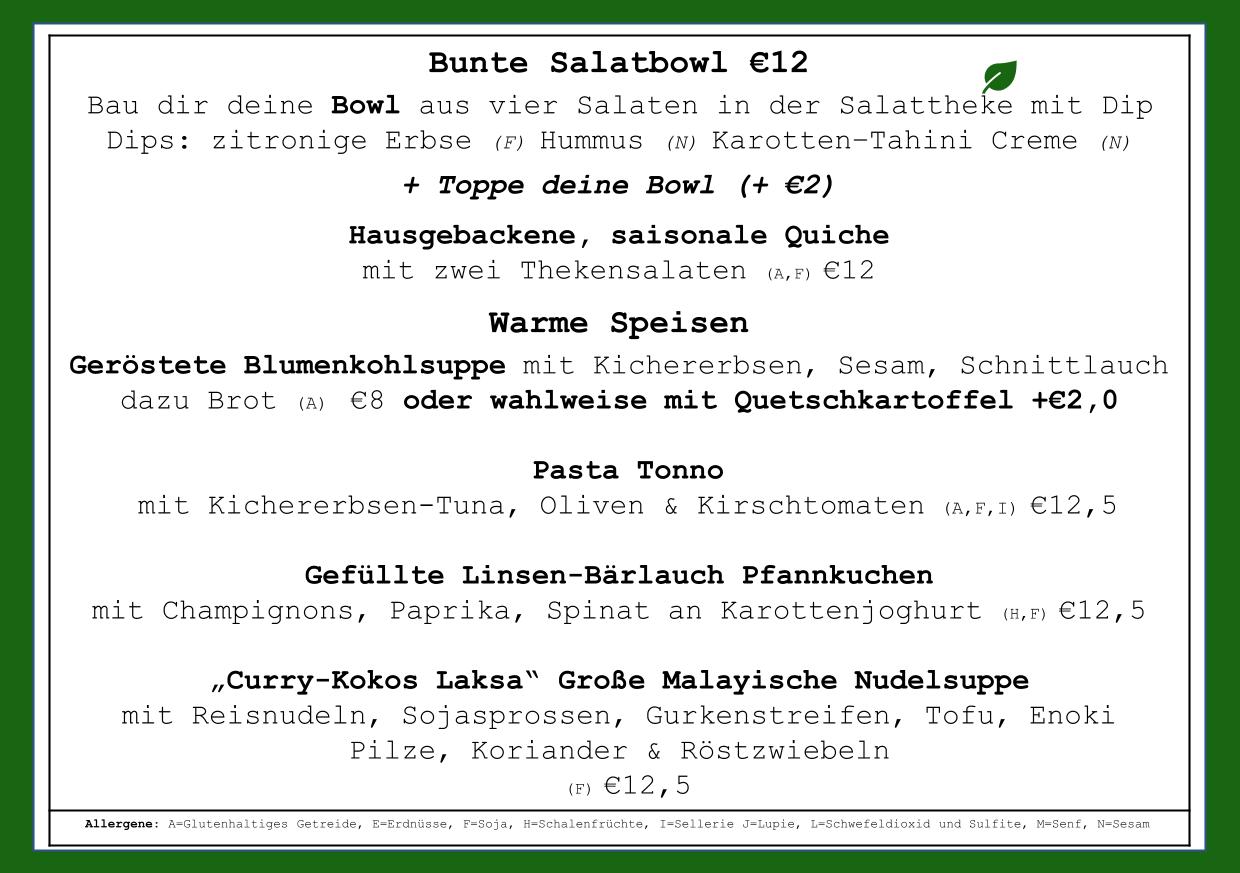 Bunte Salatbowl €12
Bau dir deine Bowl aus vier Salaten in der Salattheke mit Dip
Dips: zitronige Erbse (F) Hummus (N) Karotten-Tahini Creme (N)
+ Toppe deine Bowl (+ €2)
Hausgebackene, saisonale Quiche
mit zwei Thekensalaten (A,F) €12
Warme Speisen
Geröstete Blumenkohlsuppe mit Kichererbsen, Sesam, Schnittlauch
dazu Brot (A) €8 oder wahlweise mit Quetschkartoffel +€2,0
Pasta Tonno
mit Kichererbsen-Tuna, Oliven & Kirschtomaten (A,F,I) €12,5
Gefüllte Linsen-Bärlauch Pfannkuchen
mit Champignons, Paprika, Spinat an Karottenjoghurt (H,F) €12,5
„Curry-Kokos Laksa‟ Große Malayische Nudelsuppe
mit Reisnudeln, Sojasprossen, Gurkenstreifen, Tofu, Enoki
Pilze, Koriander & Röstzwiebeln
(F) €12,5
Allergene: A=Glutenhaltiges Getreide, E=Erdnüsse, F=Soja, H=Schalenfrüchte, I=Sellerie J=Lupie, L=Schwefeldioxid und Sulfite, M=Senf, N=Sesam